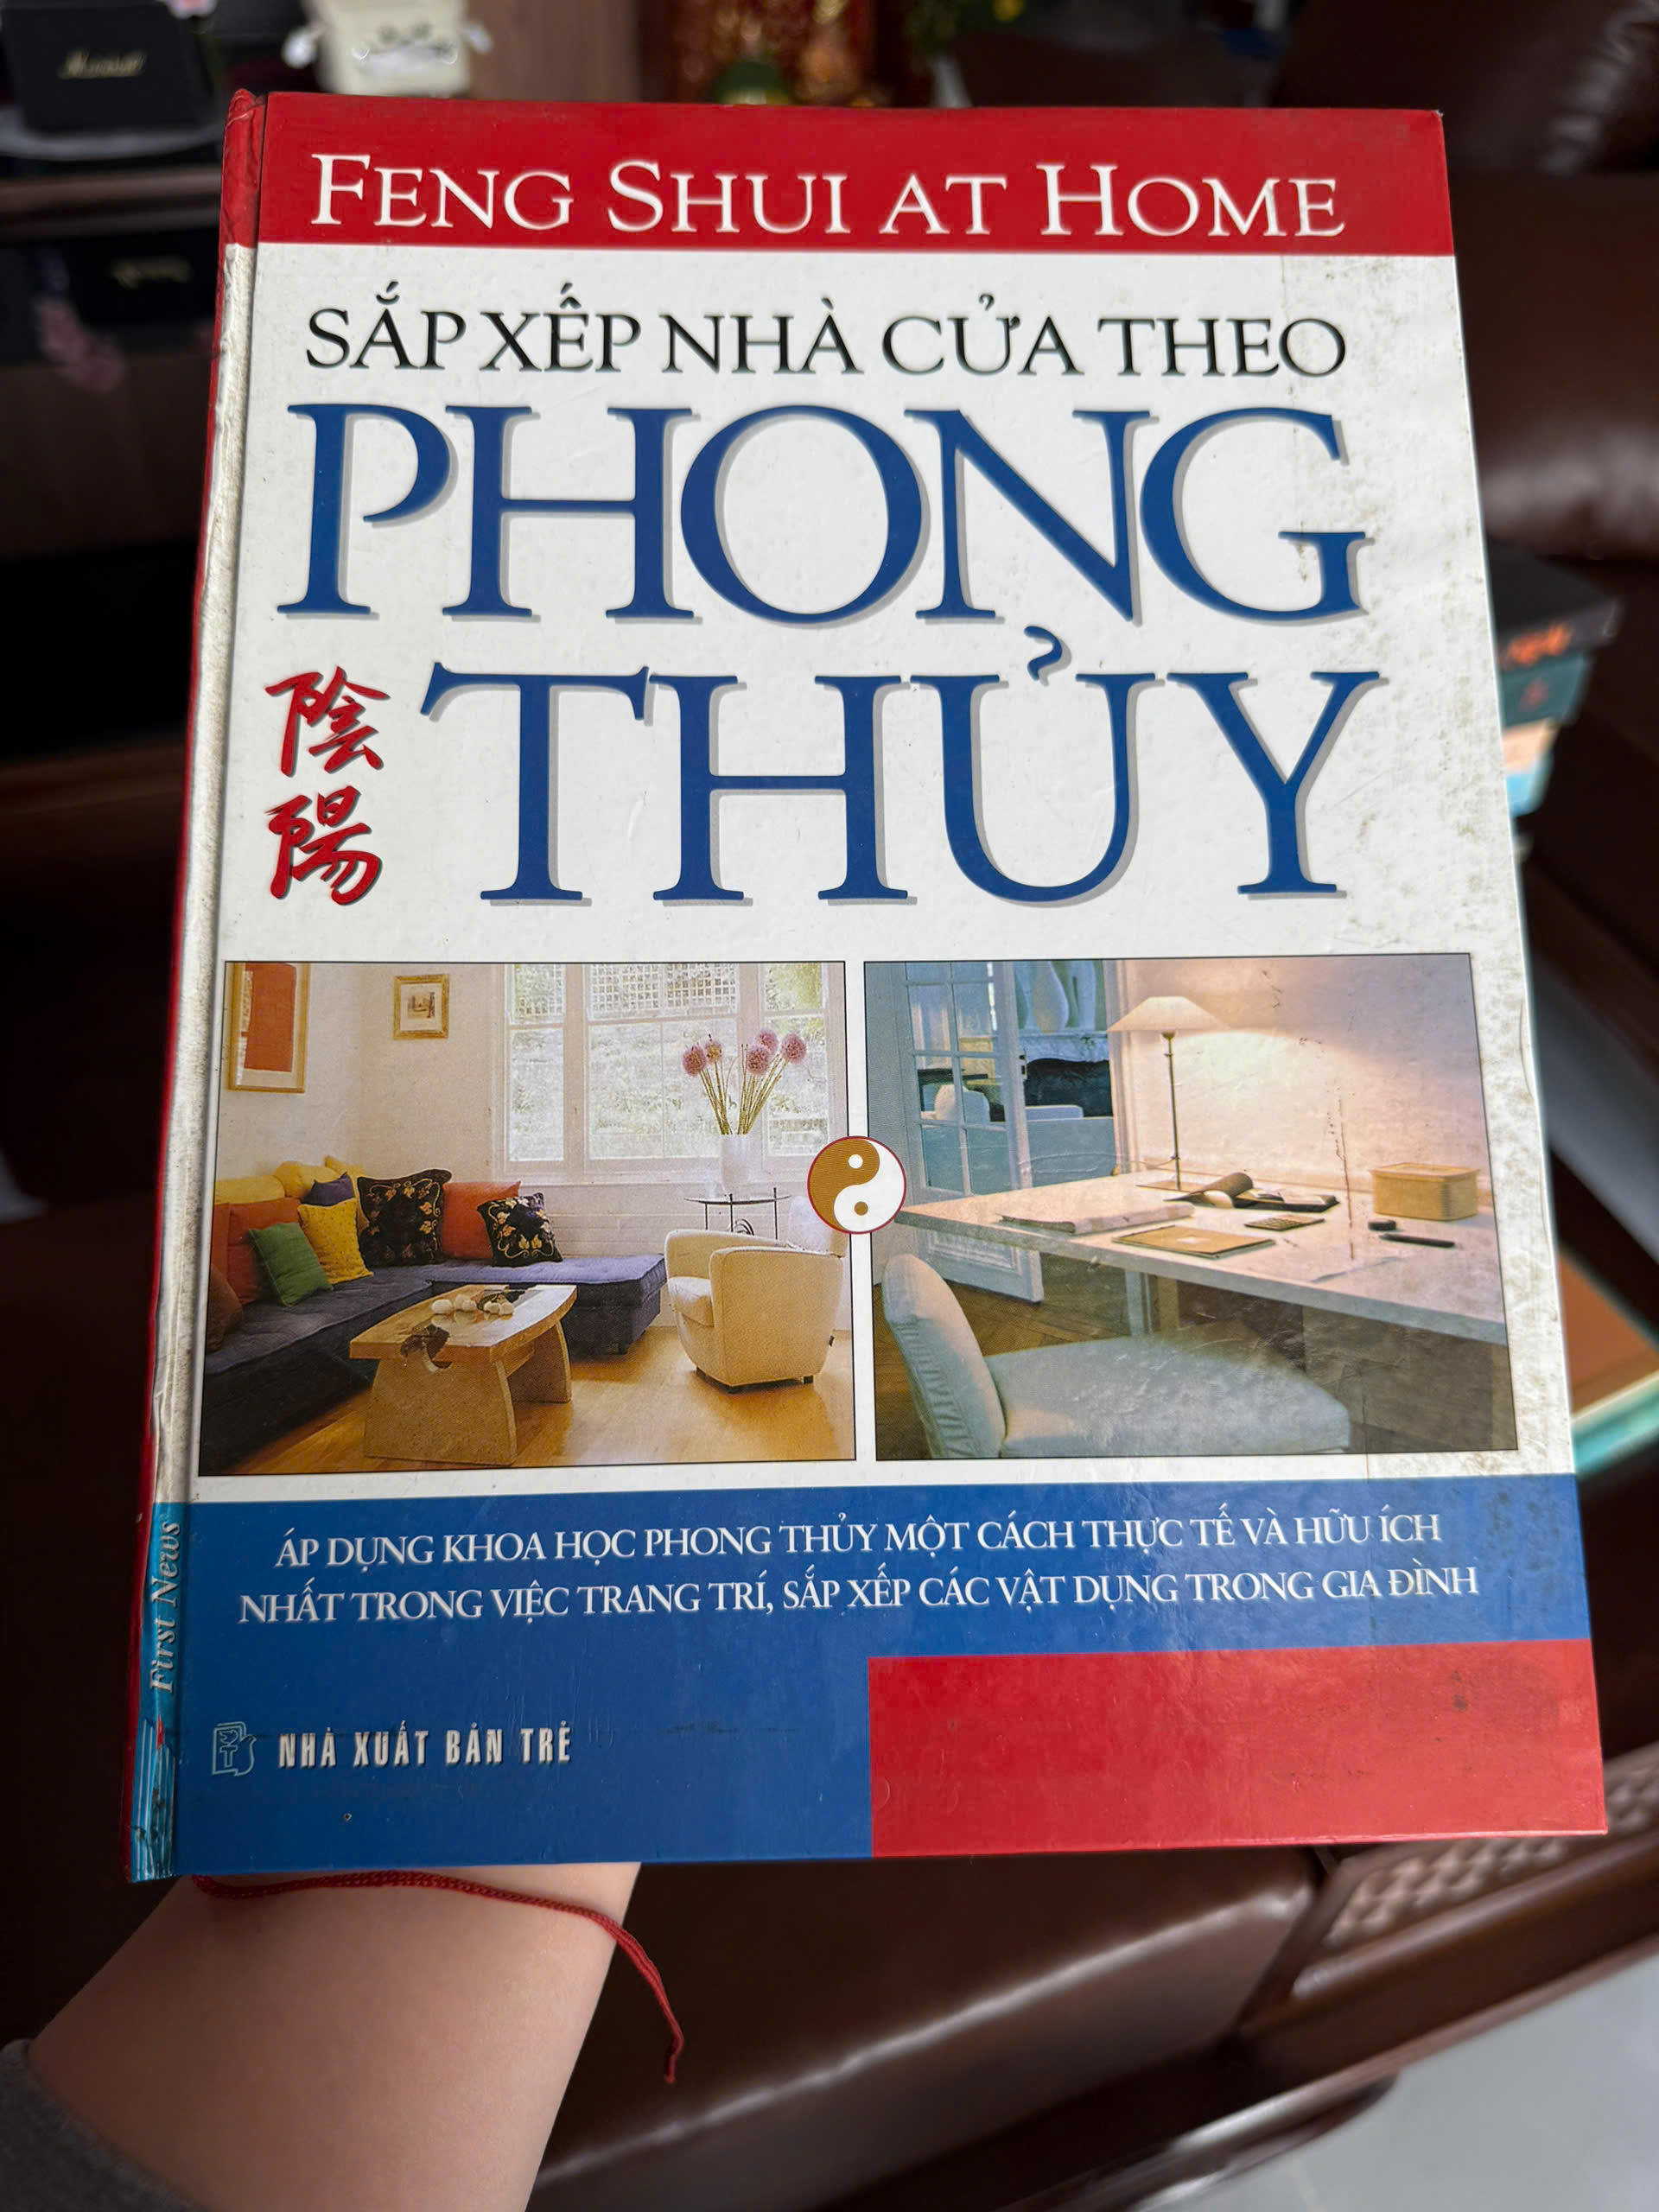 Marshall
FENG SHUI AT HOME
SẮP XẾP NHÀ CỬA THEO
PHONG
THỦY
陰
陽
ÁP DỤNG KHOA HỌC PHONG THỦY MỘT CÁCH THỰC TẾ VÀ HỮU ÍCH
NHẤT TRONG VIỆC TRANG TRÍ, SẮP XẾP CÁC VẬT DỤNG TRONG GIA ĐÌNH
First News
NHÀ XUẤT BẢN TRẺ